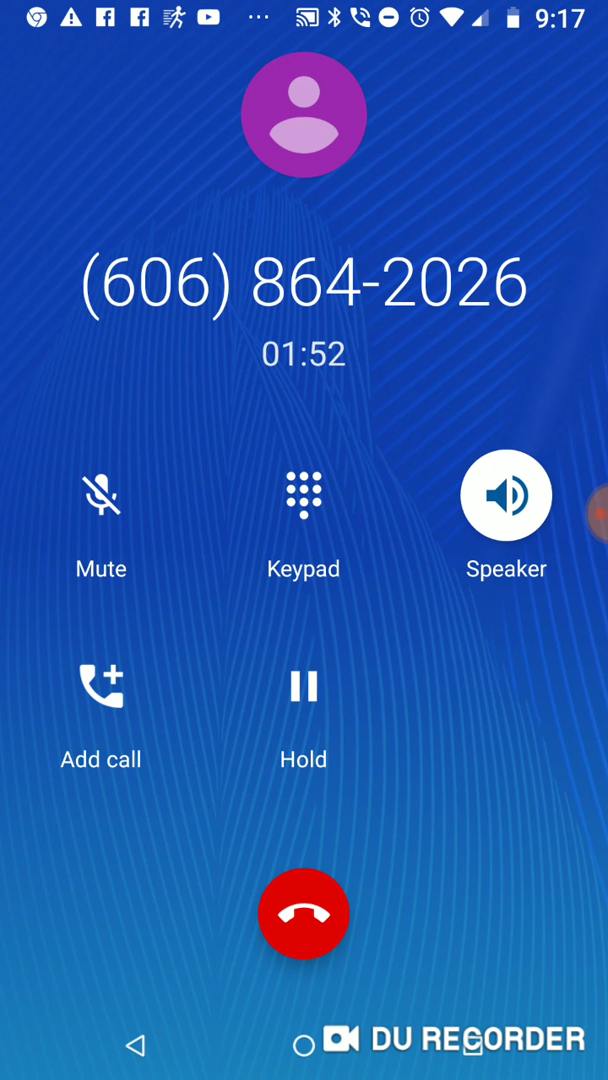 9:17
(606) 864-2026
01:52
Mute
Keypad
Speaker
Add call
Hold
DU RECORDER